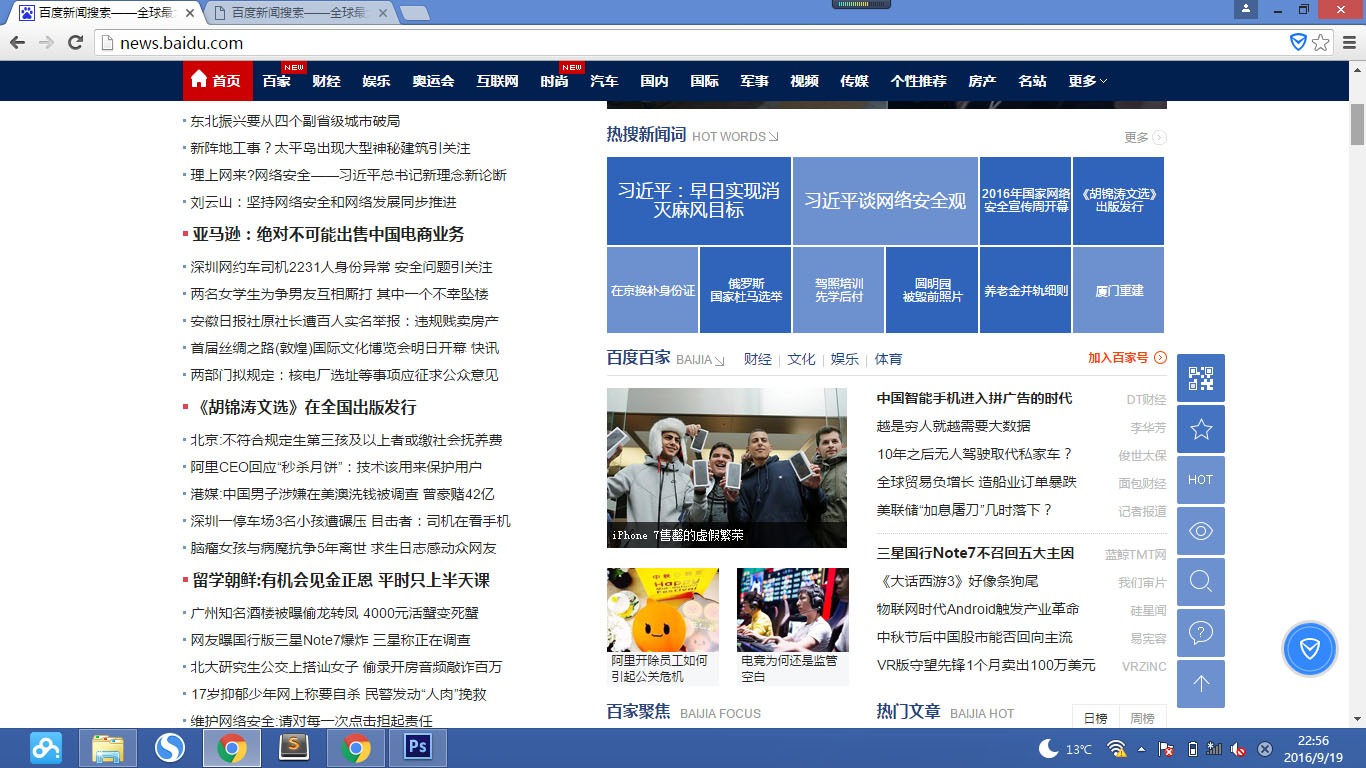 百度新闻搜索——全球最
百度新闻搜索——全球最
news.baidu.com
首页 百家 NEW 财经 娱乐 奥运会 互联网 时尚 NEW 汽车 国内 国际 军事 视频 传媒 个性推荐 房产 名站 更多
东北振兴要从四个副省级城市破局
新阵地工事？太平岛出现大型神秘建筑引关注
理上网来?网络安全——习近平总书记新理念新论断
刘云山：坚持网络安全和网络发展同步推进
亚马逊：绝对不可能出售中国电商业务
深圳网约车司机2231人身份异常 安全问题引关注
两名女学生为争男友互相厮打 其中一个不幸坠楼
安徽日报社原社长遭百人实名举报：违规贱卖房产
首届丝绸之路(敦煌)国际文化博览会明日开幕 快讯
两部门拟规定：核电厂选址等事项应征求公众意见
《胡锦涛文选》在全国出版发行
北京:不符合规定生第三孩及以上者或缴社会抚养费
阿里CEO回应“秒杀月饼”：技术该用来保护用户
港媒:中国男子涉嫌在美澳洗钱被调查 曾豪赌42亿
深圳一停车场3名小孩遭碾压 目击者：司机在看手机
脑瘤女孩与病魔抗争5年离世 求生日志感动众网友
留学朝鲜:有机会见金正恩 平时只上半天课
广州知名酒楼被曝偷龙转凤 4000元活蟹变死蟹
网友曝国行版三星Note7爆炸 三星称正在调查
北大研究生公交上搭讪女子 偷录开房音频敲诈百万
17岁抑郁少年网上称要自杀 民警发动“人肉”挽救
维护网络安全:请对每一次点击担起责任
热搜新闻词 HOT WORDS 更多
习近平：早日实现消
灭麻风目标
习近平谈网络安全观
2016年国家网络
安全宣传周开幕
《胡锦涛文选》
出版发行
在京换补身份证
俄罗斯
国家杜马选举
驾照培训
先学后付
圆明园
被毁前照片
养老金并轨细则
厦门重建
百度百家 BAIJIA 财经 文化 娱乐 体育 加入百家号
iPhone 7售罄的虚假繁荣
阿里开除员工如何
引起公关危机
电竞为何还是监管
空白
中国智能手机进入拼广告的时代 DT财经
越是穷人就越需要大数据 李华芳
10年之后无人驾驶取代私家车？ 俊世太保
全球贸易负增长 造船业订单暴跌 面包财经
美联储“加息屠刀”几时落下？ 记者报道
三星国行Note7不召回五大主因 蓝鲸TMT网
《大话西游3》好像条狗尾 我们审片
物联网时代Android触发产业革命 硅星闻
中秋节后中国股市能否回向主流 易宪容
VR版守望先锋1个月卖出100万美元 VRZINC
百家聚焦 BAIJIA FOCUS
热门文章 BAIJIA HOT 日榜 周榜
HOT
Ps
13℃
22:56
2016/9/19